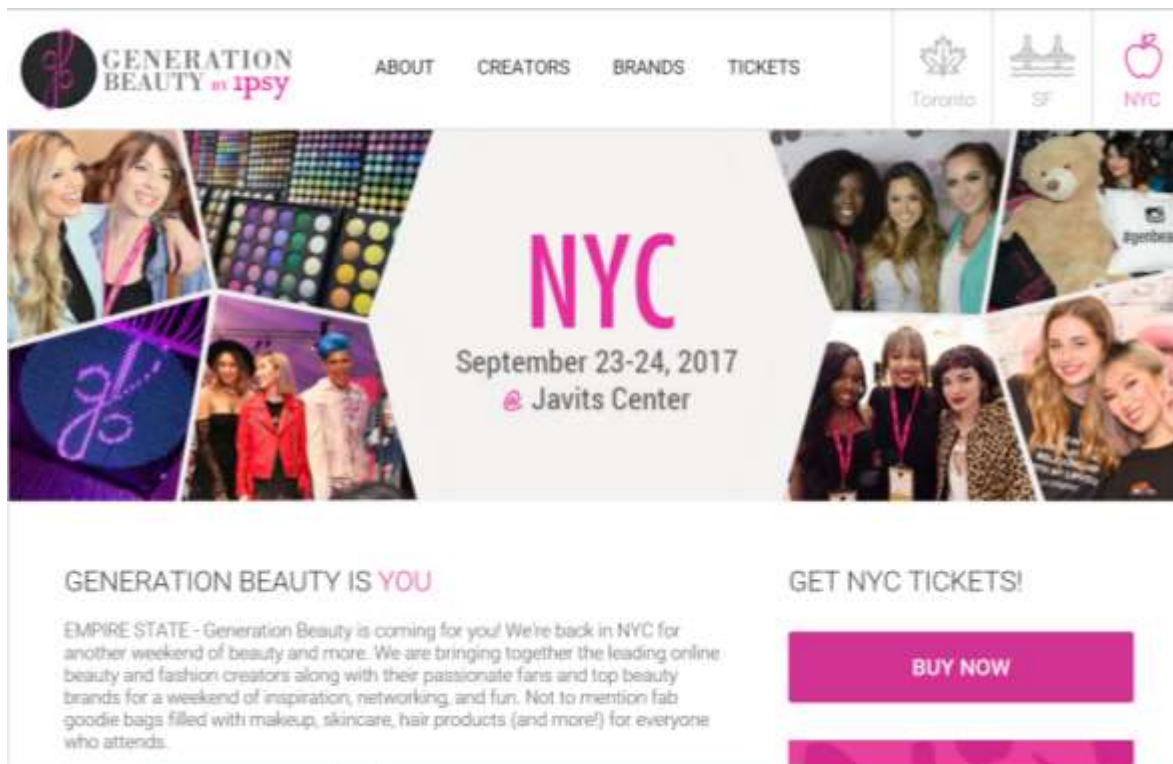 GENERATION
BEAUTY BY ipsy
ABOUT
CREATORS
BRANDS
TICKETS
Toronto
SF
NYC
NYC
September 23-24, 2017
@ Javits Center
GENERATION BEAUTY IS YOU
EMPIRE STATE - Generation Beauty is coming for you! We're back in NYC for
another weekend of beauty and more. We are bringing together the leading online
beauty and fashion creators along with their passionate fans and top beauty
brands for a weekend of inspiration, networking, and fun. Not to mention fab
goodie bags filled with makeup, skincare, hair products (and more!) for everyone
who attends.
GET NYC TICKETS!
BUY NOW